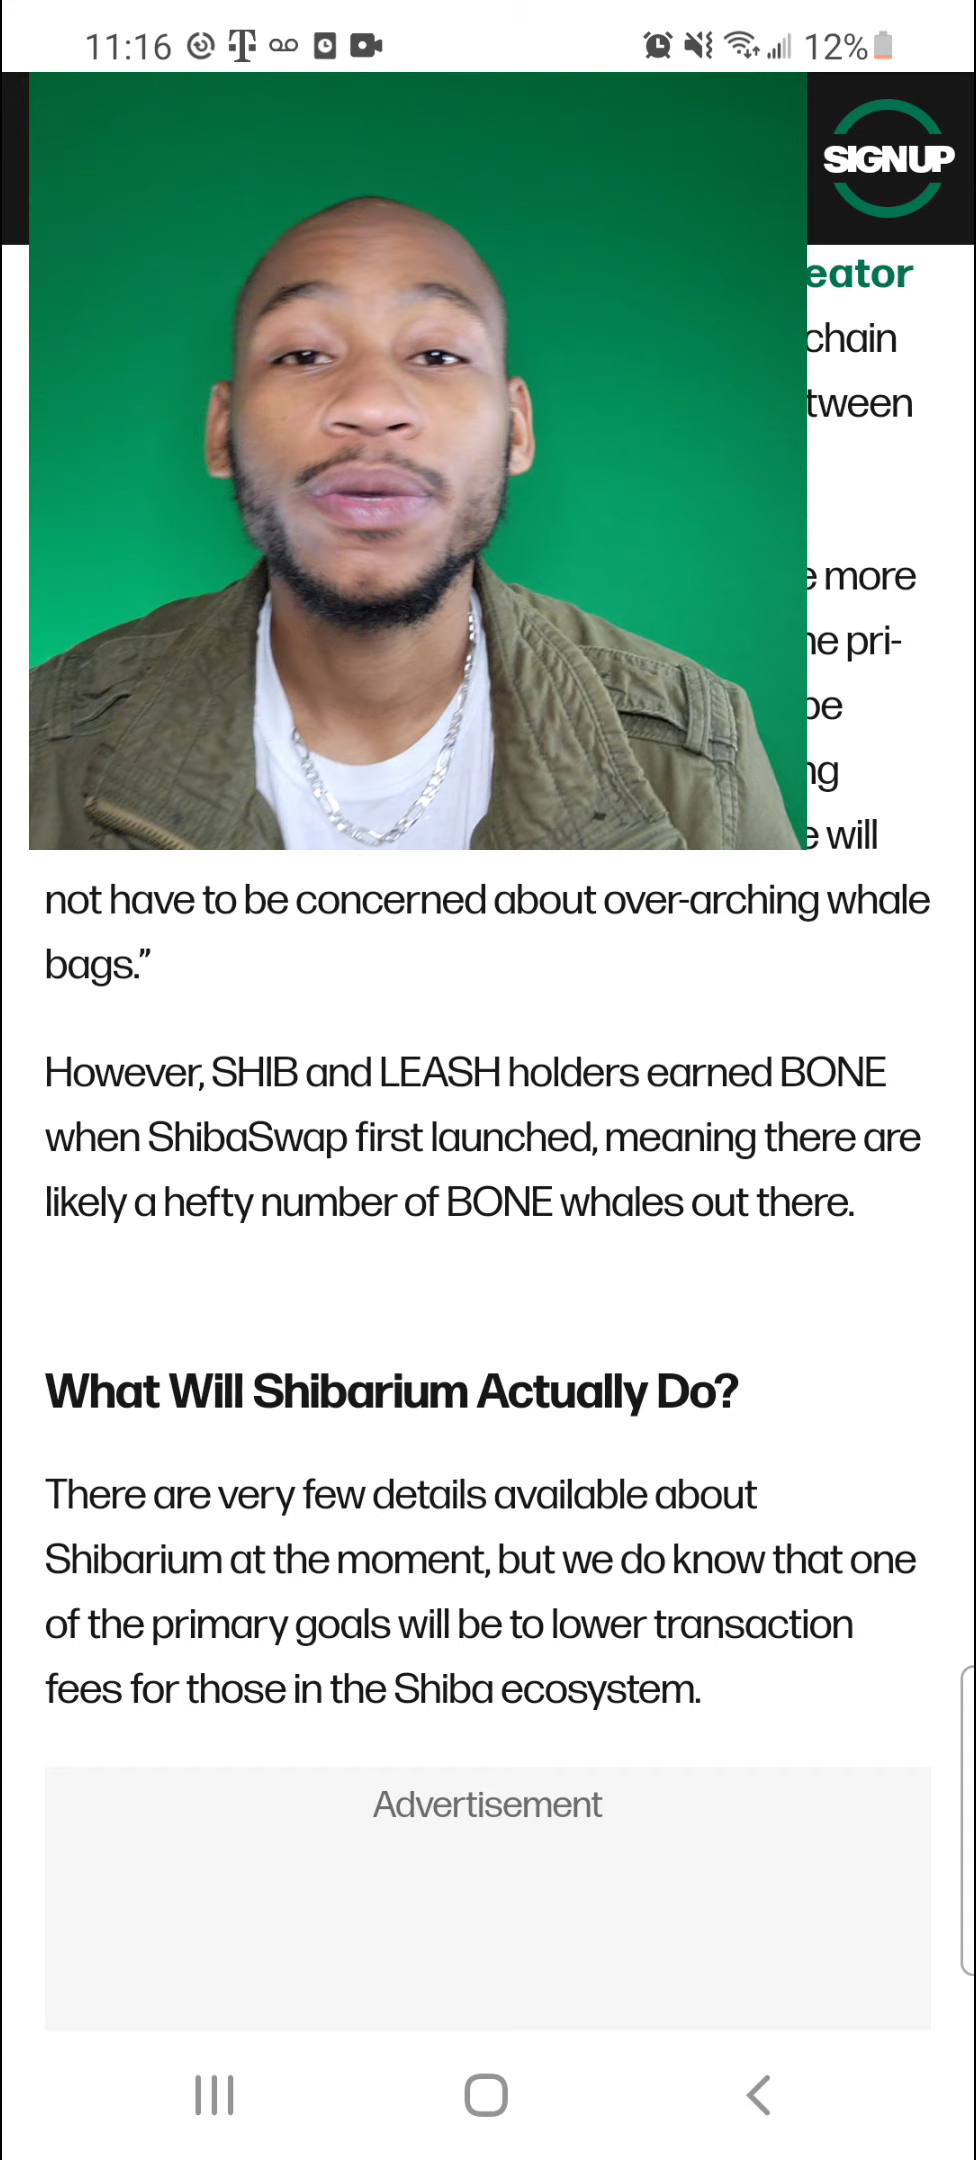 11:16
12%
SIGNUP
chain
more
will
not have to be concerned about over-arching whale
bags.”
However, SHIB and LEASH holders earned BONE
when ShibaSwap first launched, meaning there are
likely a hefty number of BONE whales out there.
What Will Shibarium Actually Do?
There are very few details available about
Shibarium at the moment, but we do know that one
of the primary goals will be to lower transaction
fees for those in the Shiba ecosystem.
Advertisement